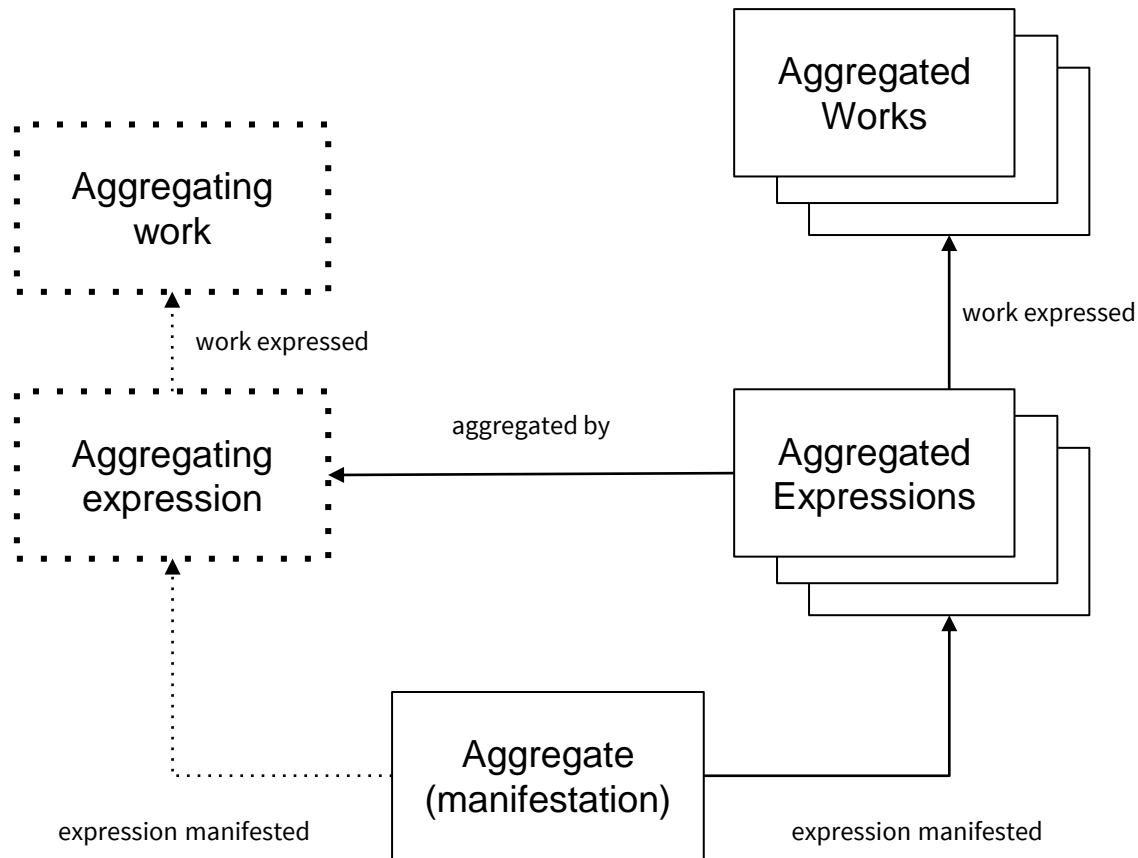 Aggregated
Works
Aggregating
work
work expressed
work expressed
Aggregating
expression
aggregated by
Aggregated
Expressions
Aggregate
(manifestation)
expression manifested
expression manifested